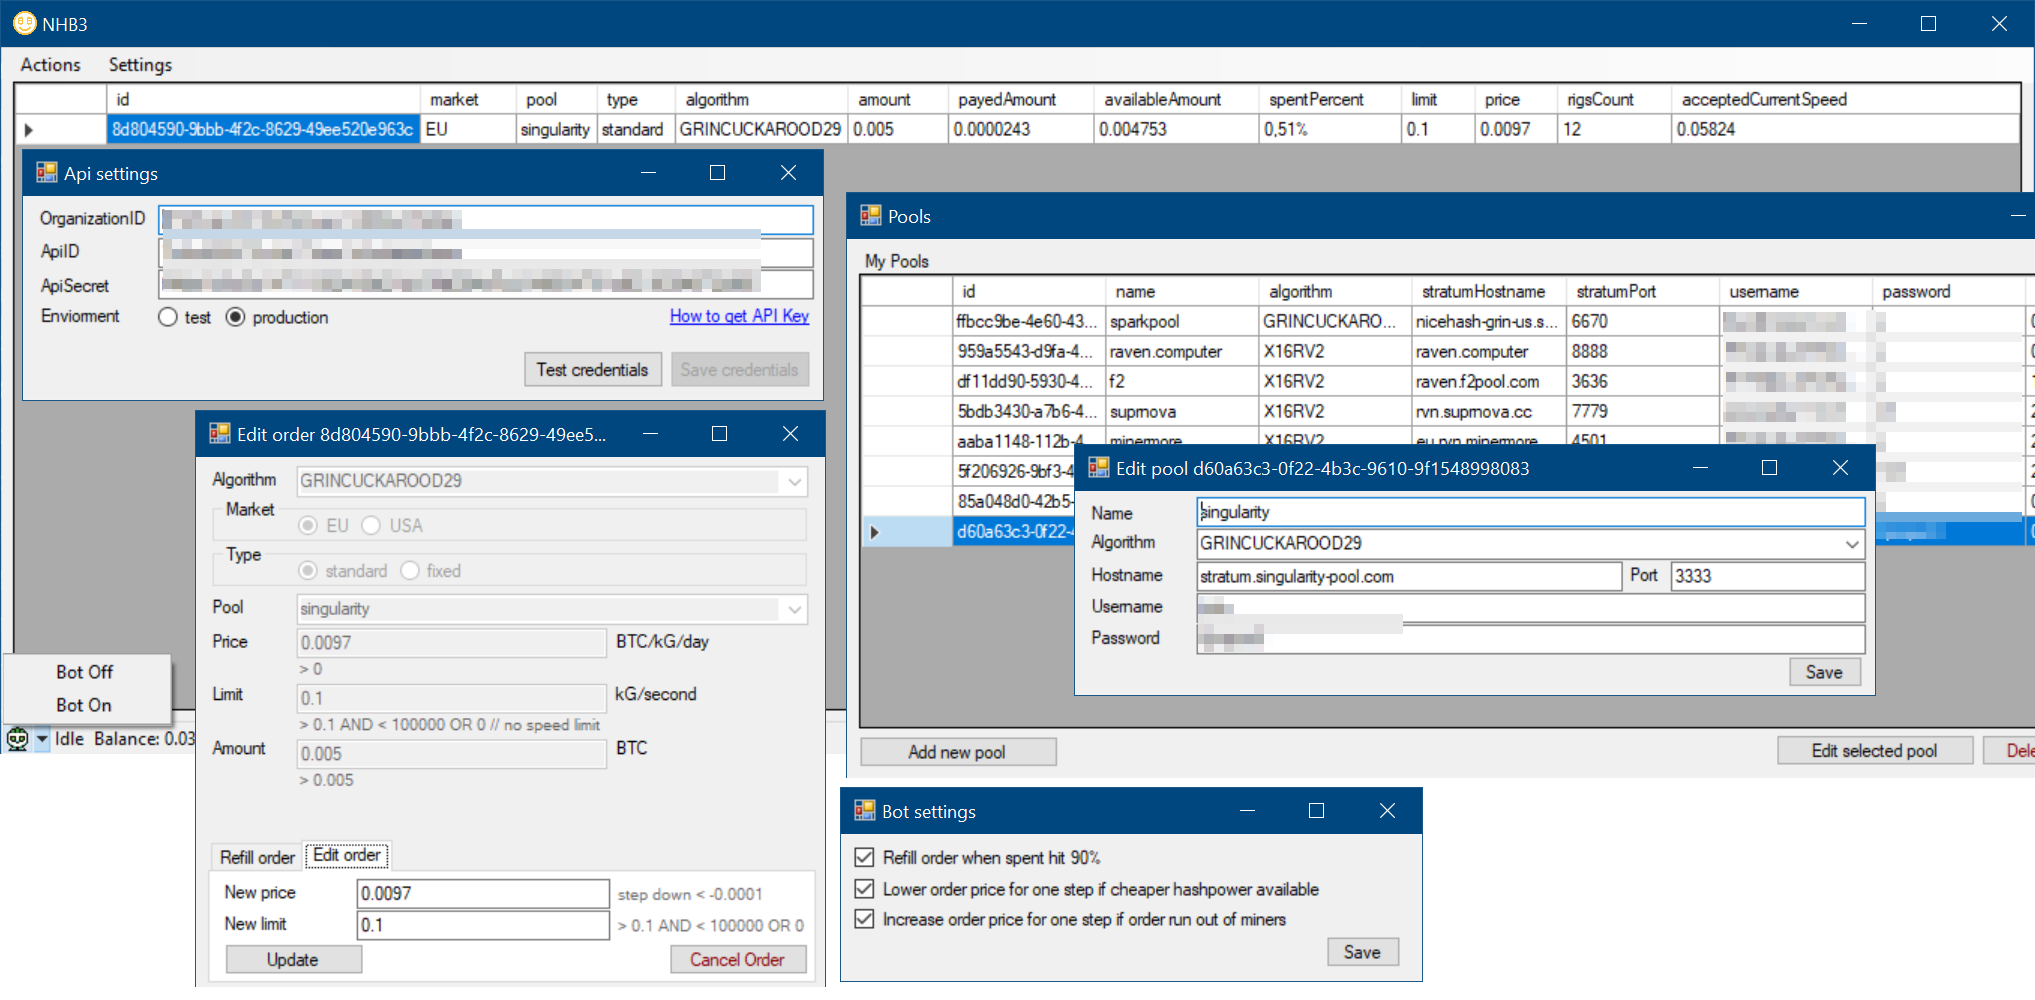 NHB3
Actions Settings
id market pool type algorithm amount payedAmount availableAmount spentPercent limit price rigsCount acceptedCurrentSpeed
8d804590-9bbb-4f2c-8629-49ee520e963c EU singularity standard GRINCUCKAROOD29 0.005 0.0000243 0.004753 0,51% 0.1 0.0097 12 0.05824
Api settings
OrganizationID
ApiID
ApiSecret
Enviorment test production How to get API Key
Test credentials Save credentials
Pools
My Pools
id name algorithm stratumHostname stratumPort username password
ffbcc9be-4e60-43... sparkpool GRINCUCKARO... nicehash-grin-us.s... 6670
959a5543-d9fa-4... raven.computer X16RV2 raven.computer 8888
df11dd90-5930-4... f2 X16RV2 raven.f2pool.com 3636
5bdb3430-a7b6-4... supmova X16RV2 rvn.supmova.cc 7779
aaba1148-112b-4 minermore X16RV2 eu.rvn.minermore 4501
5f206926-9bf3-4
85a048d0-42b5-
d60a63c3-0f22-4
Edit pool d60a63c3-0f22-4b3c-9610-9f1548998083
Name singularity
Algorithm GRINCUCKAROOD29
Hostname stratum.singularity-pool.com Port 3333
Username
Password
Save
Add new pool Edit selected pool Dele
Edit order 8d804590-9bbb-4f2c-8629-49ee5...
Algorithm GRINCUCKAROOD29
Market
EU USA
Type
standard fixed
Pool singularity
Price 0.0097 BTC/kG/day
> 0
Limit 0.1 kG/second
> 0.1 AND < 100000 OR 0 // no speed limit
Amount 0.005 BTC
> 0.005
Refill order Edit order
New price 0.0097 step down < -0.0001
New limit 0.1 > 0.1 AND < 100000 OR 0
Update Cancel Order
Bot Off
Bot On
Idle Balance: 0.03
Bot settings
Refill order when spent hit 90%
Lower order price for one step if cheaper hashpower available
Increase order price for one step if order run out of miners
Save